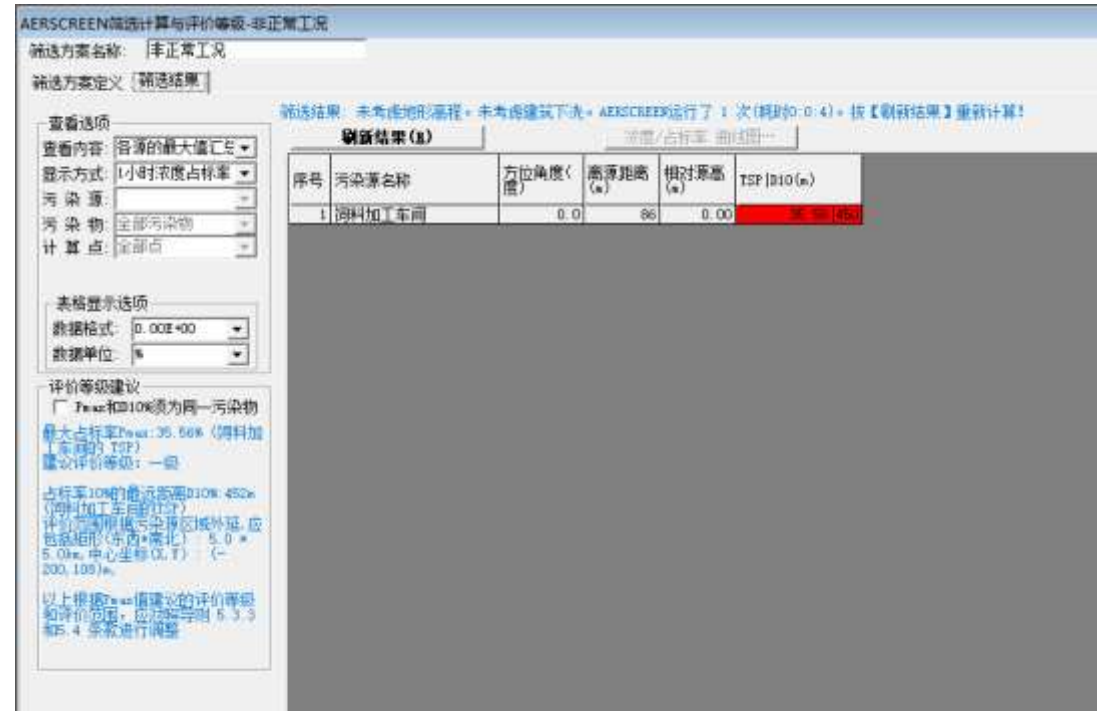 AERSCREEN筛选计算与评价等级-非正常工况
筛选方案名称: 非正常工况
筛选方案定义 筛选结果
筛选结果: 未考虑地形高程。未考虑建筑下洗。AERSCREEN运行了 1 次(耗时0:0:4)。按【刷新结果】重新计算!
查看选项
刷新结果(R) 浓度/占标率 曲线图…
查看内容: 各源的最大值汇总
显示方式: 1小时浓度占标率
污 染 源:
污 染 物: 全部污染物
计 算 点: 全部点
序号 污染源名称 方位角度(度) 离源距离(m) 相对源高(m) TSP|D10(m)
1 饲料加工车间 0.0 86 0.00
表格显示选项
数据格式: 0.00E+00
数据单位: %
评价等级建议
Pmax和D10%须为同一污染物
最大占标率Pmax:35.56% (饲料加
工车间的 TSP)
建议评价等级: 一级
占标率10%的最远距离D10%: 452m
(饲料加工车间的TSP)
评价范围根据污染源区域外延,应
包括矩形(东西*南北): 5.0 *
5.0km,中心坐标(X,Y): (-
200,108)m。
以上根据Pmax值建议的评价等级
和评价范围,应对照导则 5.3.3
和5.4 条款进行调整